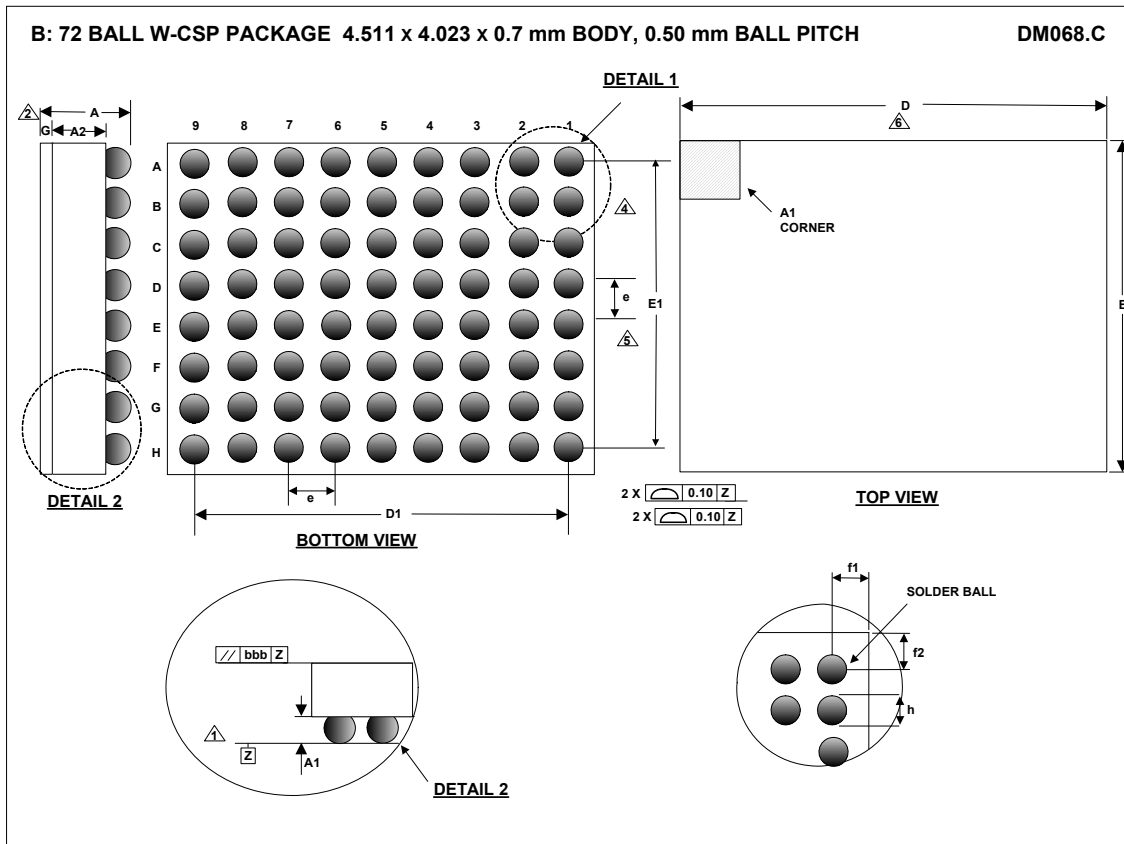 B: 72 BALL W-CSP PACKAGE 4.511 x 4.023 x 0.7 mm BODY, 0.50 mm BALL PITCH
DM068.C
DETAIL 1
2
A
D
6
G
A2
9 8 7 6 5 4 3 2 1
A
B
C
D
E
F
G
H
4
A1
CORNER
e
E1
E
5
DETAIL 2
e
D1
BOTTOM VIEW
2 X 0.10 Z
2 X 0.10 Z
TOP VIEW
// bbb Z
1
Z
A1
DETAIL 2
f1
SOLDER BALL
f2
h